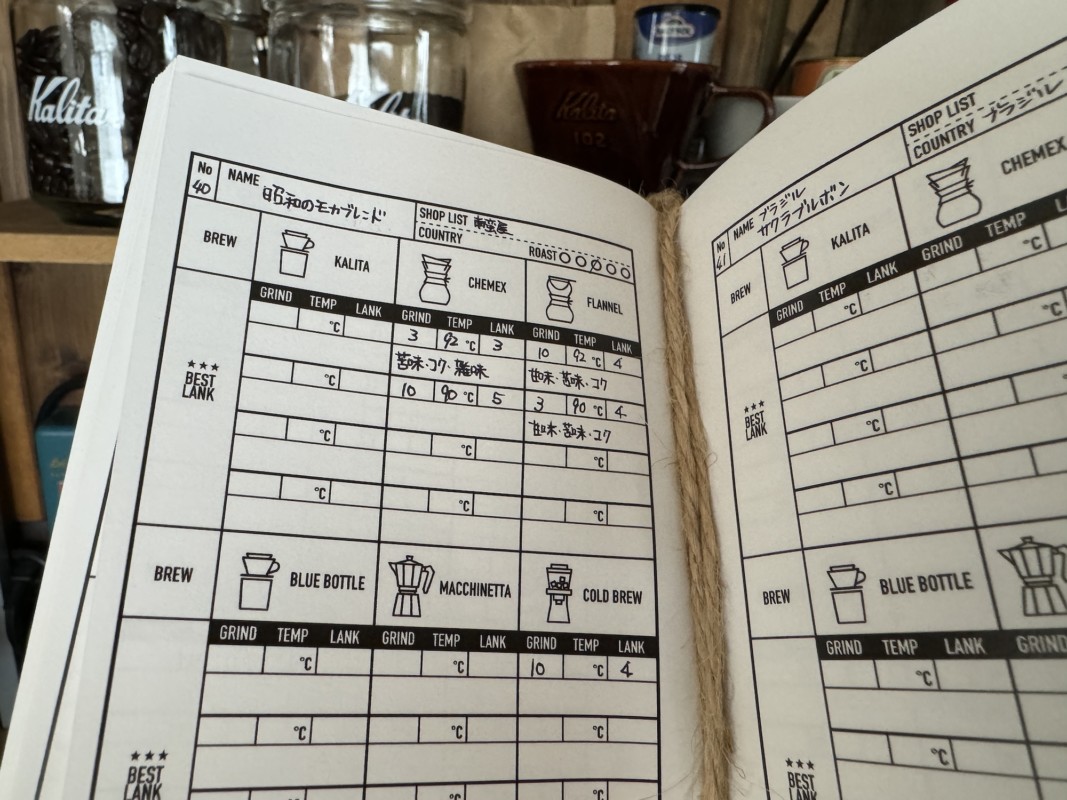 Kalita
Kalita
102
No 40 NAME 昭和のモカブレンド
SHOP LIST 南蛮屋
COUNTRY
ROAST
BREW KALITA CHEMEX FLANNEL
GRIND TEMP LANK GRIND TEMP LANK GRIND TEMP LANK
℃ 3 92 ℃ 3 10 92 ℃ 4
苦味・コク・雑味 甘味・苦味・コク
℃ 10 90 ℃ 5 3 90 ℃ 4
甘味・苦味・コク
℃ ℃ ℃
℃ ℃ ℃
★★★
BEST
LANK
BREW BLUE BOTTLE MACCHINETTA COLD BREW
GRIND TEMP LANK GRIND TEMP LANK GRIND TEMP LANK
℃ ℃ 10 ℃ 4
℃ ℃ ℃
℃ ℃ ℃
★★★
BEST
LANK
No 41 NAME ブラジル
サクラブルボン
SHOP LIST
COUNTRY ブラジル
BREW KALITA CHEMEX
GRIND TEMP LANK GRIND TEMP
℃ ℃
℃ ℃
℃ ℃
℃ ℃
★★★
BEST
LANK
BREW BLUE BOTTLE
GRIND TEMP LANK GRIND
℃
℃
★★★
BEST
LANK